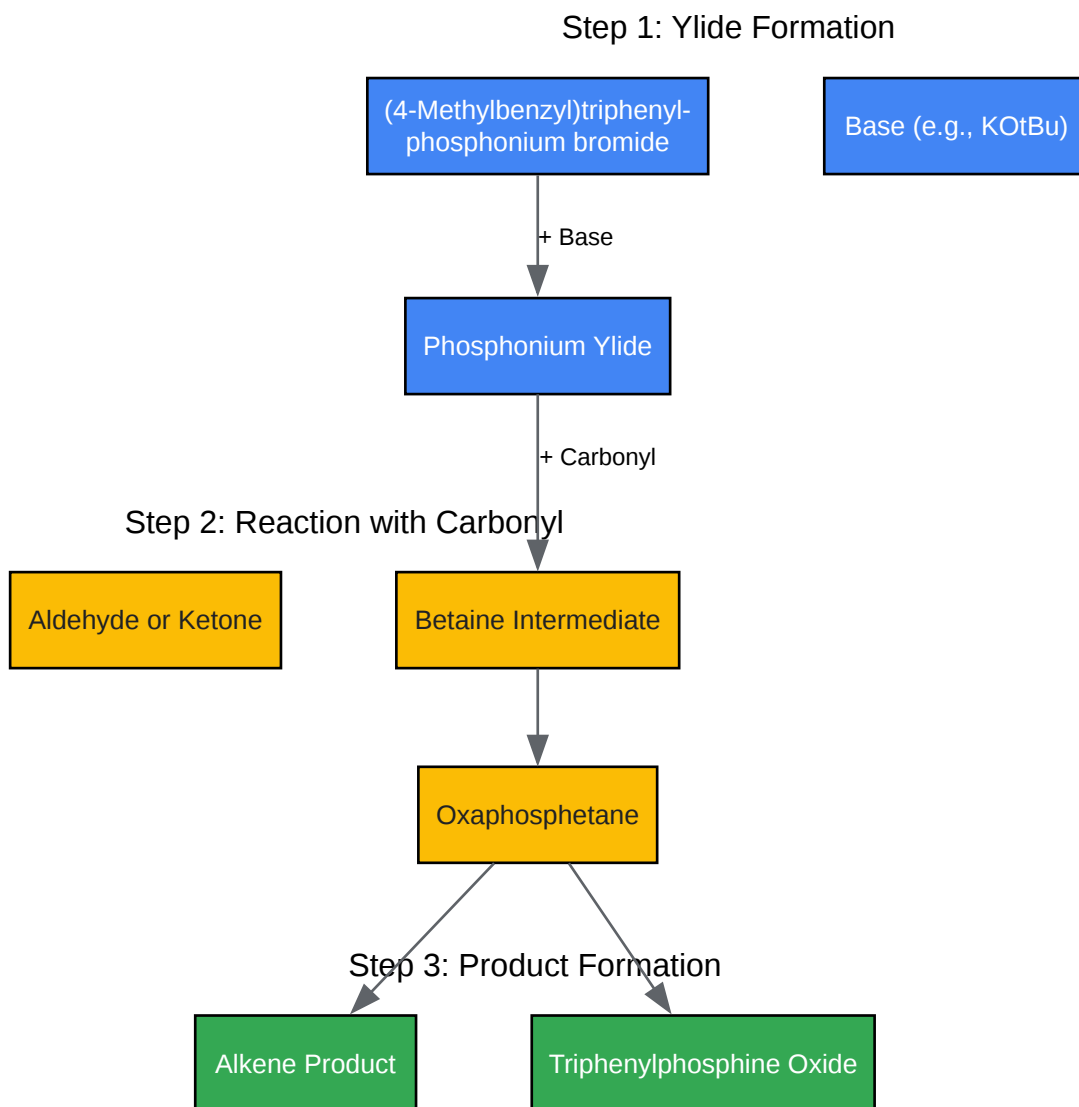 Step 1: Ylide Formation
(4-Methylbenzyl)triphenyl-
phosphonium bromide
Base (e.g., KOtBu)
+ Base
Phosphonium Ylide
+ Carbonyl
Step 2: Reaction with Carbonyl
Aldehyde or Ketone
Betaine Intermediate
Oxaphosphetane
Step 3: Product Formation
Alkene Product
Triphenylphosphine Oxide